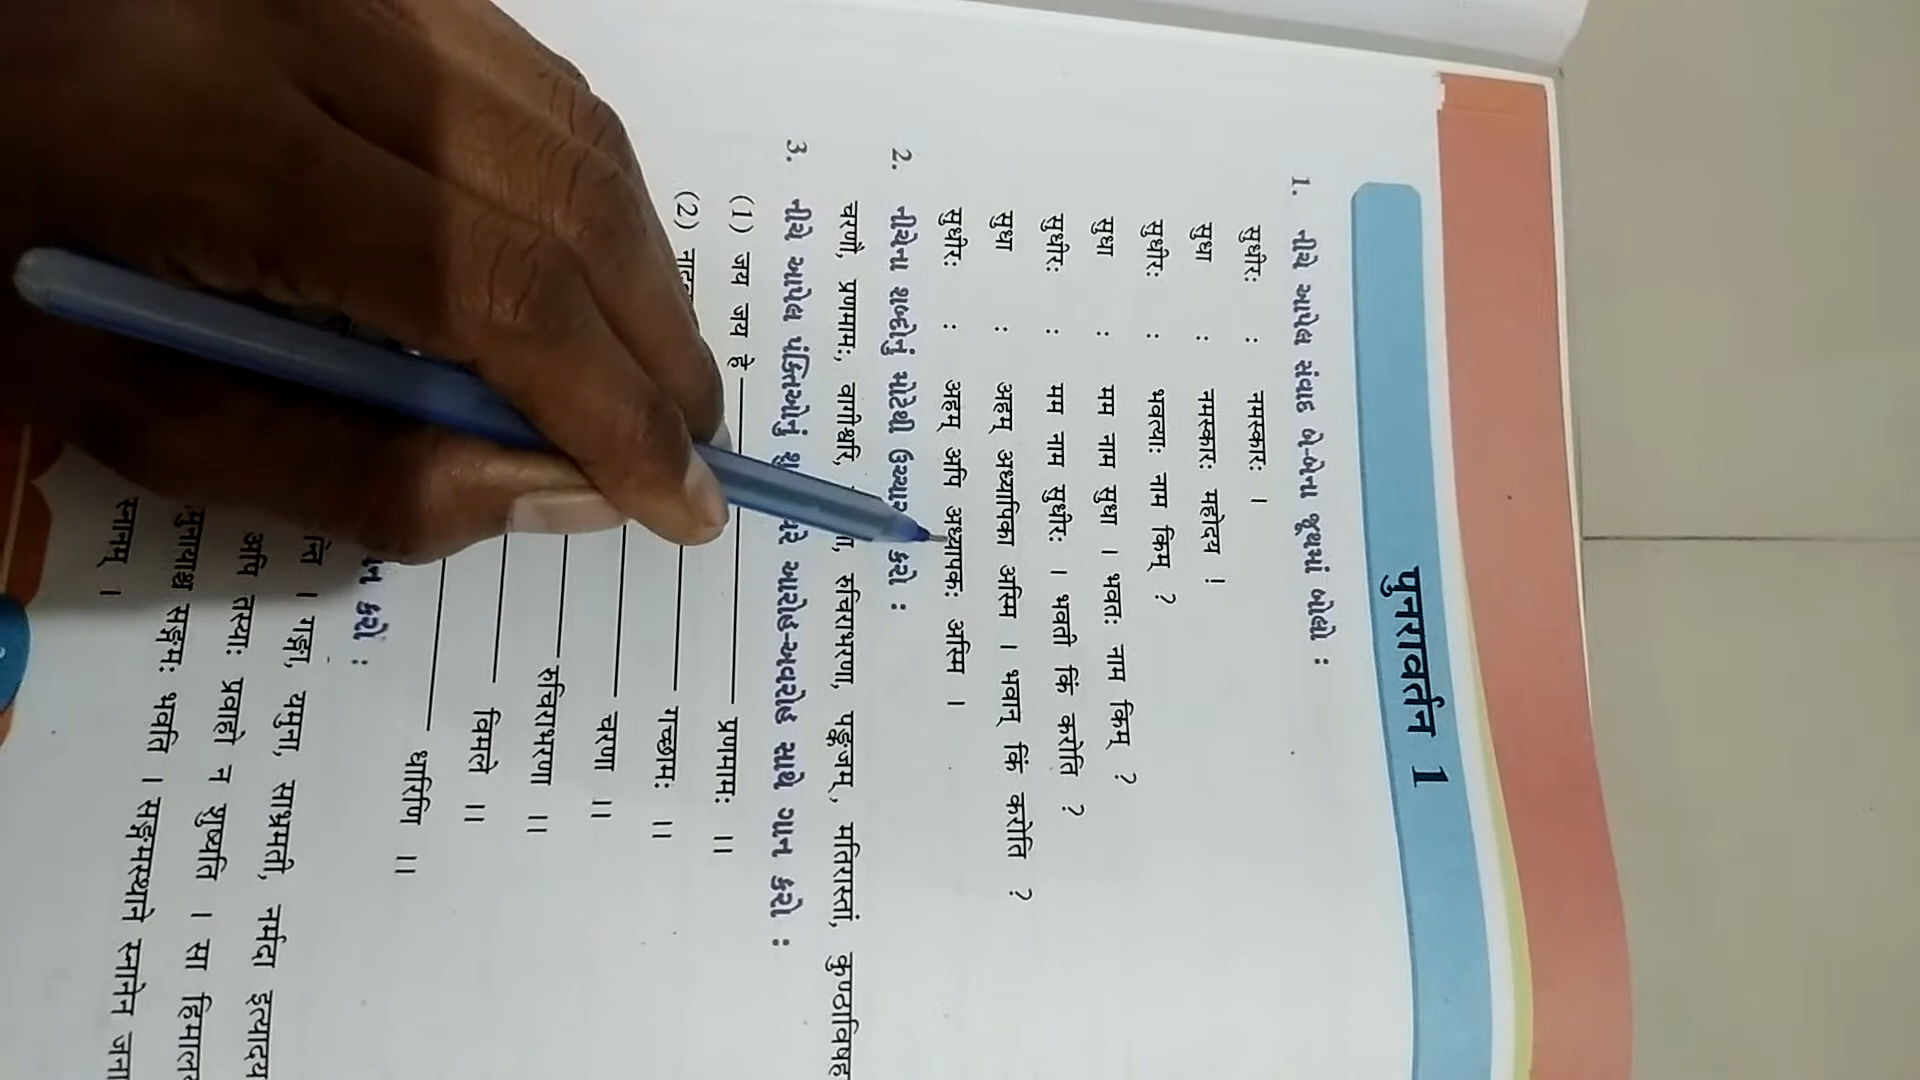 पुनरावर्तन 1
1. નીચે આપેલ સંવાદ બે-બેના જૂથમાં બોલો :
सुधीरः : नमस्कारः ।
सुधा : नमस्कारः महोदय !
सुधीरः : भवत्याः नाम किम् ?
सुधा : मम नाम सुधा । भवतः नाम किम् ?
सुधीरः : मम नाम सुधीरः । भवती किं करोति ?
सुधा : अहम् अध्यापिका अस्मि । भवान् किं करोति ?
सुधीरः : अहम् अपि अध्यापकः अस्मि ।
2. નીચેના શબ્દોનું મોટેથી કરો :
चरणौ, प्रणमामः, वागीश्वरि, रुचिराभरणा, पङ्कजम्, मतिरास्तां, कुण्ठाविषह
3. નીચે આપેલ પંક્તિઓનું આરોહ-અવરોહ સાથે ગાન કરો :
(1) जय जय हे प्रणमामः ।।
(2) गच्छामः ।।
चरणा ।।
रुचिराभरणा ।।
विमले ।।
धारिणि ।।
કરો :
। गङ्गा, यमुना, साभ्रमती, नर्मदा इत्यादय
अपि तस्याः प्रवाहो न शुष्यति । सा हिमालय
सङ्गमः भवति । सङ्गमस्थाने स्नानेन जना
स्नानम् ।